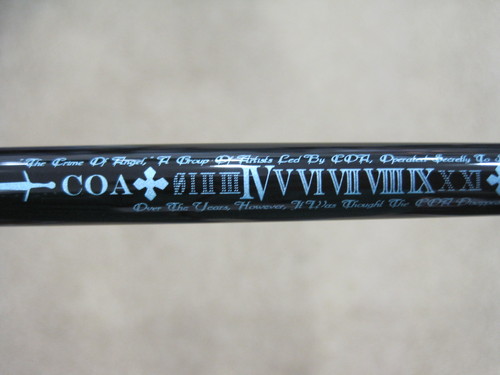 "The Crime Of Angel," A Group Of Artists Led By COA, Operated Secretly To
COA I II III IV V VI VII VIII IX X XI
Over The Years, However, It Was Thought The COA